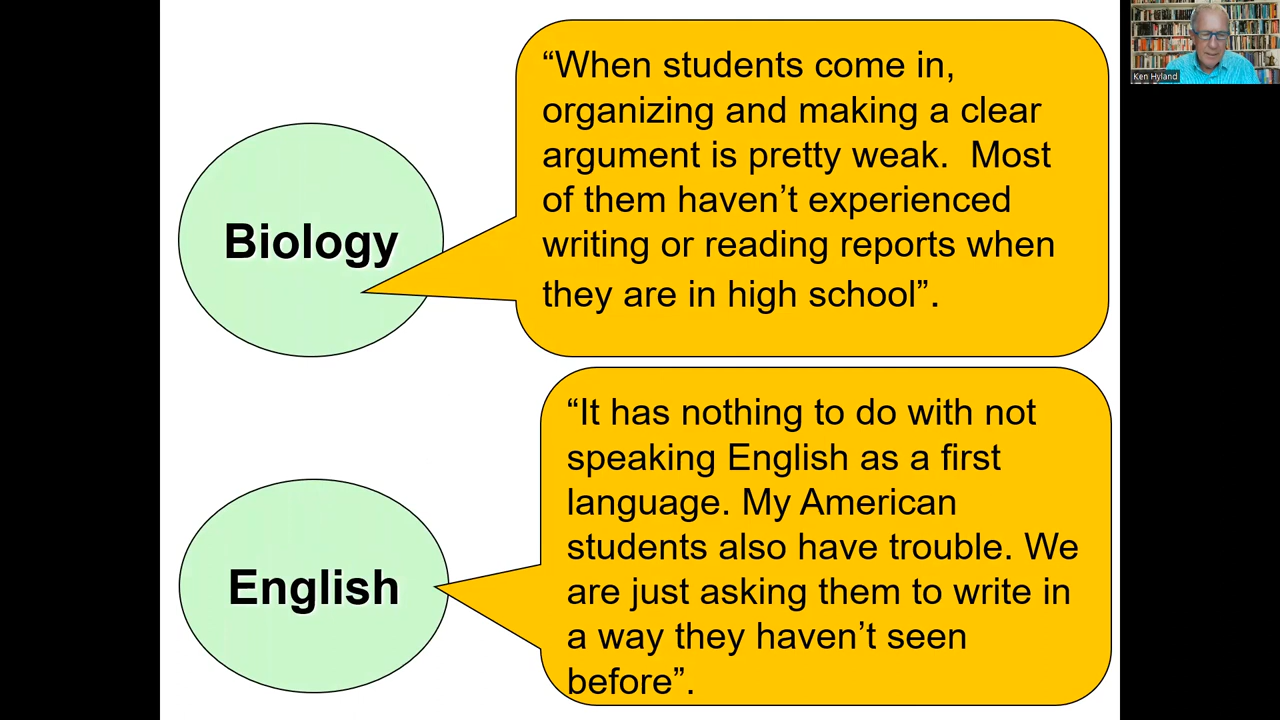 Biology
“When students come in,
organizing and making a clear
argument is pretty weak.  Most
of them haven’t experienced
writing or reading reports when
they are in high school”.
English
“It has nothing to do with not
speaking English as a first
language. My American
students also have trouble. We
are just asking them to write in
a way they haven’t seen
before”.
Ken Hyland